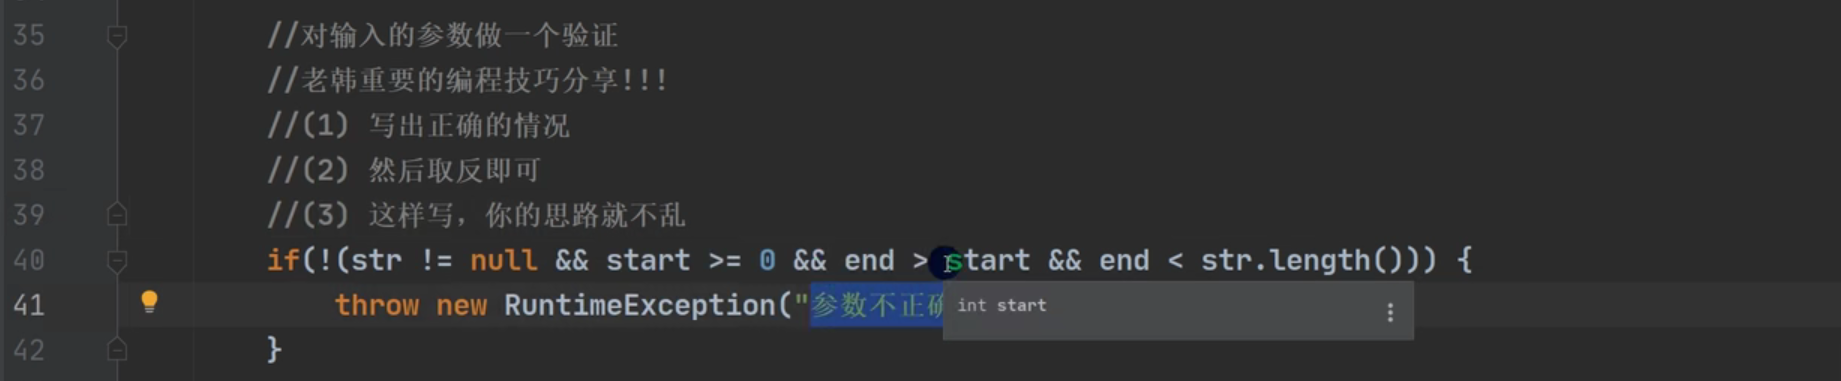 35 //对输入的参数做一个验证
36 //老韩重要的编程技巧分享!!!
37 //(1) 写出正确的情况
38 //(2) 然后取反即可
39 //(3) 这样写，你的思路就不乱
40 if(!(str != null && start >= 0 && end > start && end < str.length())) {
41 throw new RuntimeException("参数不正确
int start
42 }